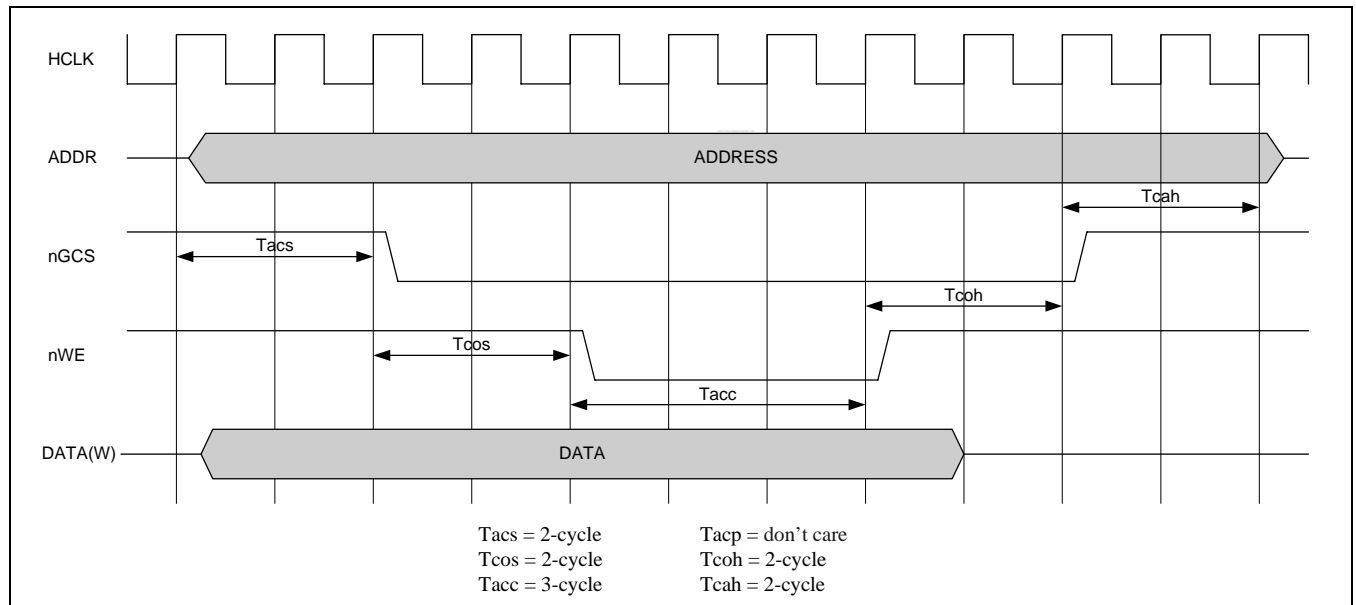 HCLK
ADDR
ADDRESS
Tcah
nGCS
Tacs
Tcoh
nWE
Tcos
Tacc
DATA(W)
DATA
Tacs = 2-cycle
Tcos = 2-cycle
Tacc = 3-cycle
Tacp = don't care
Tcoh = 2-cycle
Tcah = 2-cycle